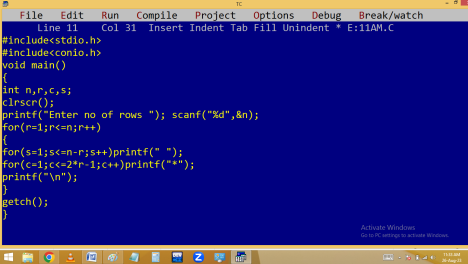 TC
File Edit Run Compile Project Options Debug Break/watch
Line 11 Col 31 Insert Indent Tab Fill Unindent * E:11AM.C
#include<stdio.h>
#include<conio.h>
void main()
{
int n,r,c,s;
clrscr();
printf("Enter no of rows "); scanf("%d",&n);
for(r=1;r<=n;r++)
{
for(s=1;s<=n-r;s++)printf(" ");
for(c=1;c<=2*r-1;c++)printf("*");
printf("\n");
}
getch();
}
Activate Windows
Go to PC settings to activate Windows.